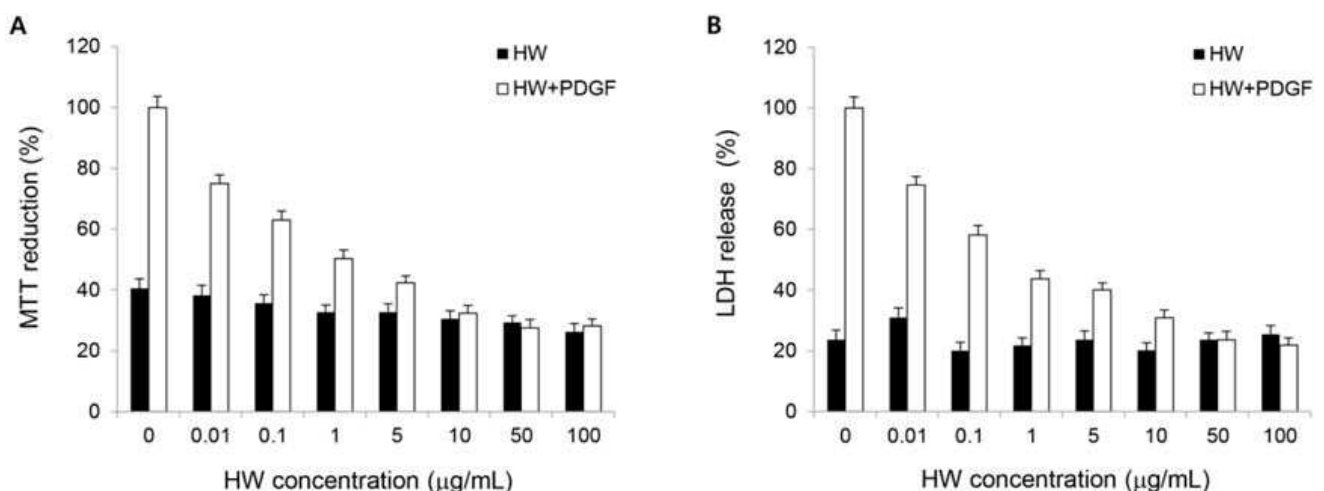 A
120
100
80
60
40
20
0
MTT reduction (%)
HW
HW+PDGF
0 0.01 0.1 1 5 10 50 100
HW concentration (μg/mL)
B
120
100
80
60
40
20
0
LDH release (%)
HW
HW+PDGF
0 0.01 0.1 1 5 10 50 100
HW concentration (μg/mL)